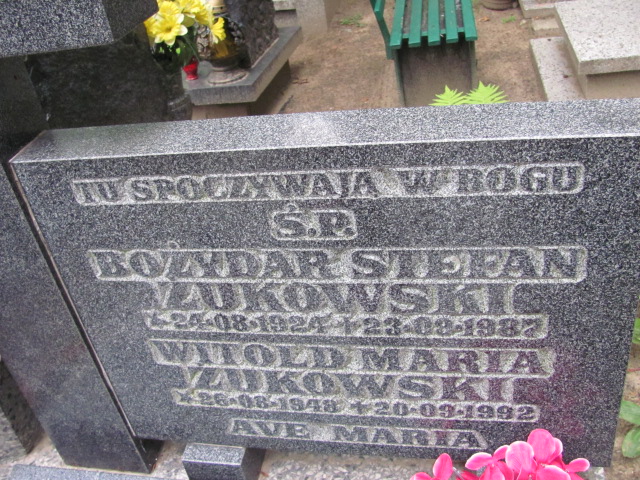 TU SPOCZYWAJĄ W BOGU
Ś.P.
BOŻYDAR STEFAN
ŻUKOWSKI
*24-08-1924 +23-09-1987
WITOLD MARIA
ŻUKOWSKI
*26-08-1948 +20-09-1992
AVE MARIA